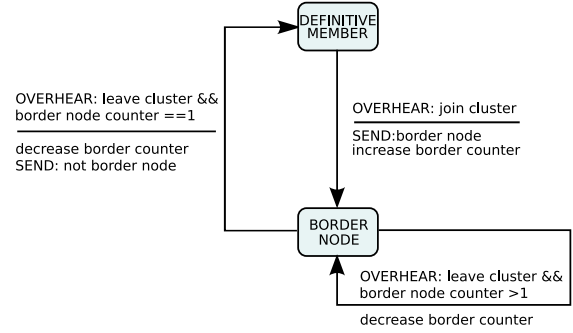 DEFINITIVE
MEMBER
OVERHEAR: leave cluster &&
border node counter ==1
decrease border counter
SEND: not border node
OVERHEAR: join cluster
SEND:border node
increase border counter
BORDER
NODE
OVERHEAR: leave cluster &&
border node counter >1
decrease border counter